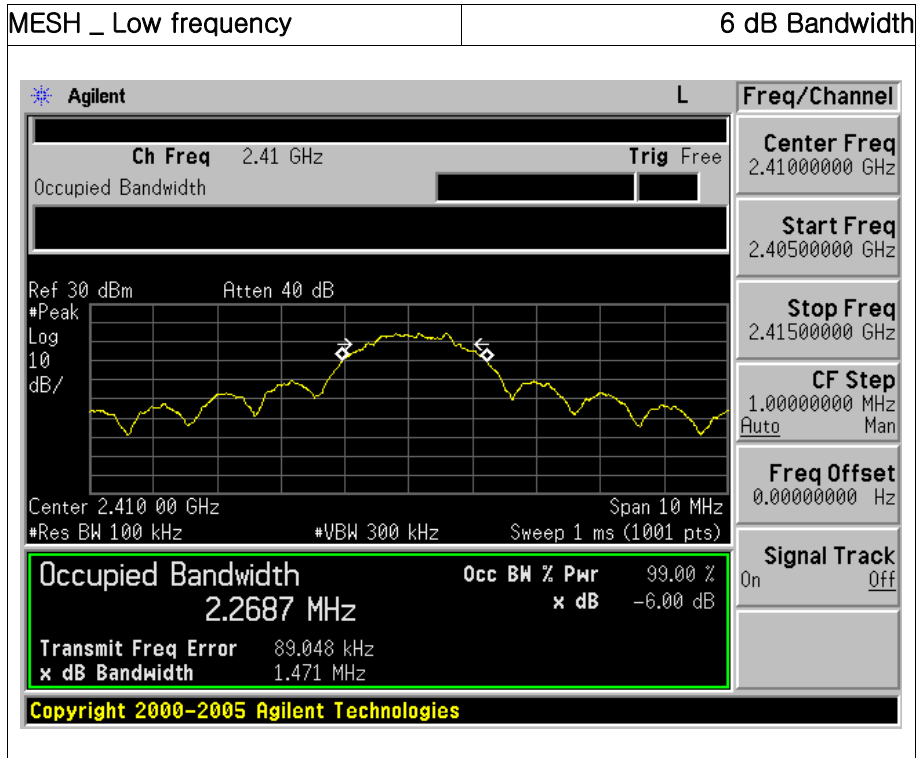 MESH _ Low frequency 6 dB Bandwidth
Agilent L Freq/Channel
Ch Freq 2.41 GHz Trig Free
Occupied Bandwidth
Center Freq
2.41000000 GHz
Start Freq
2.40500000 GHz
Stop Freq
2.41500000 GHz
CF Step
1.00000000 MHz
Auto Man
Freq Offset
0.00000000 Hz
Signal Track
On Off
Ref 30 dBm Atten 40 dB
#Peak
Log
10
dB/
Center 2.410 00 GHz Span 10 MHz
#Res BW 100 kHz #VBW 300 kHz Sweep 1 ms (1001 pts)
Occupied Bandwidth Occ BW % Pwr 99.00 %
2.2687 MHz x dB -6.00 dB
Transmit Freq Error 89.048 kHz
x dB Bandwidth 1.471 MHz
Copyright 2000-2005 Agilent Technologies